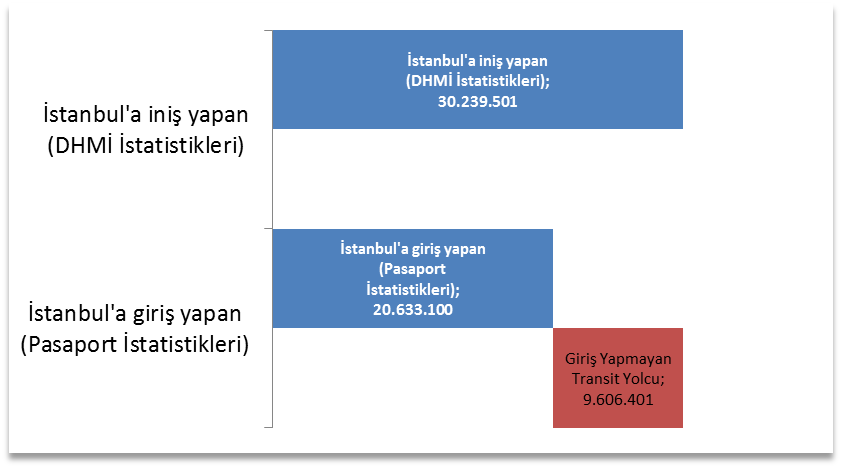 İstanbul'a iniş yapan
(DHMİ İstatistikleri)
İstanbul'a iniş yapan
(DHMİ İstatistikleri);
30.239.501
İstanbul'a giriş yapan
(Pasaport İstatistikleri)
İstanbul'a giriş yapan
(Pasaport
İstatistikleri);
20.633.100
Giriş Yapmayan
Transit Yolcu;
9.606.401